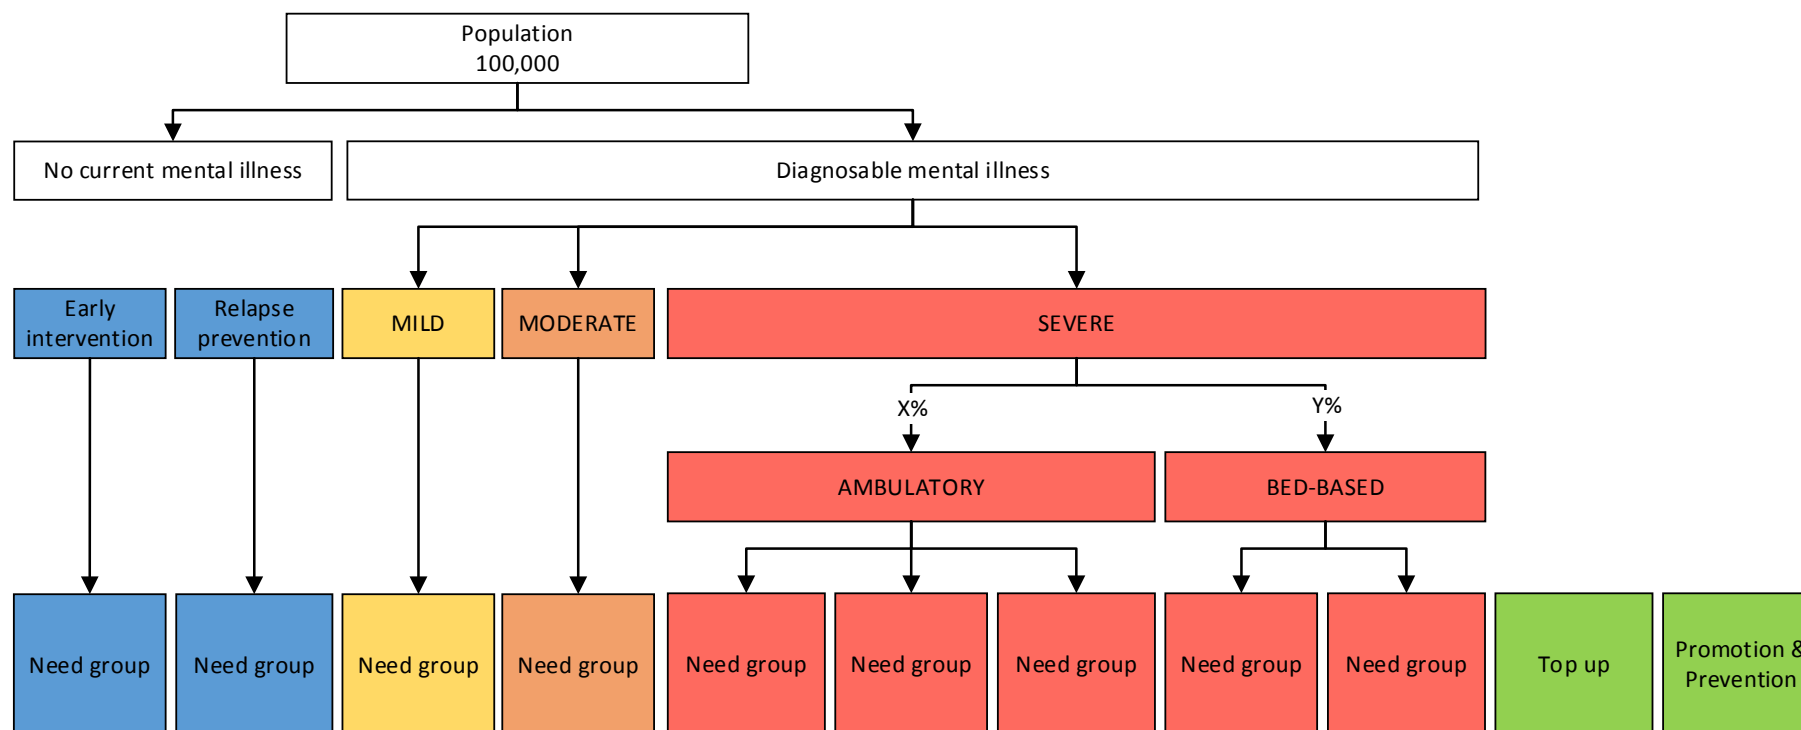 Population
100,000
No current mental illness
Diagnosable mental illness
Early
intervention
Relapse
prevention
MILD
MODERATE
SEVERE
X%
Y%
AMBULATORY
BED-BASED
Need group
Need group
Need group
Need group
Need group
Need group
Need group
Need group
Need group
Top up
Promotion &
Prevention